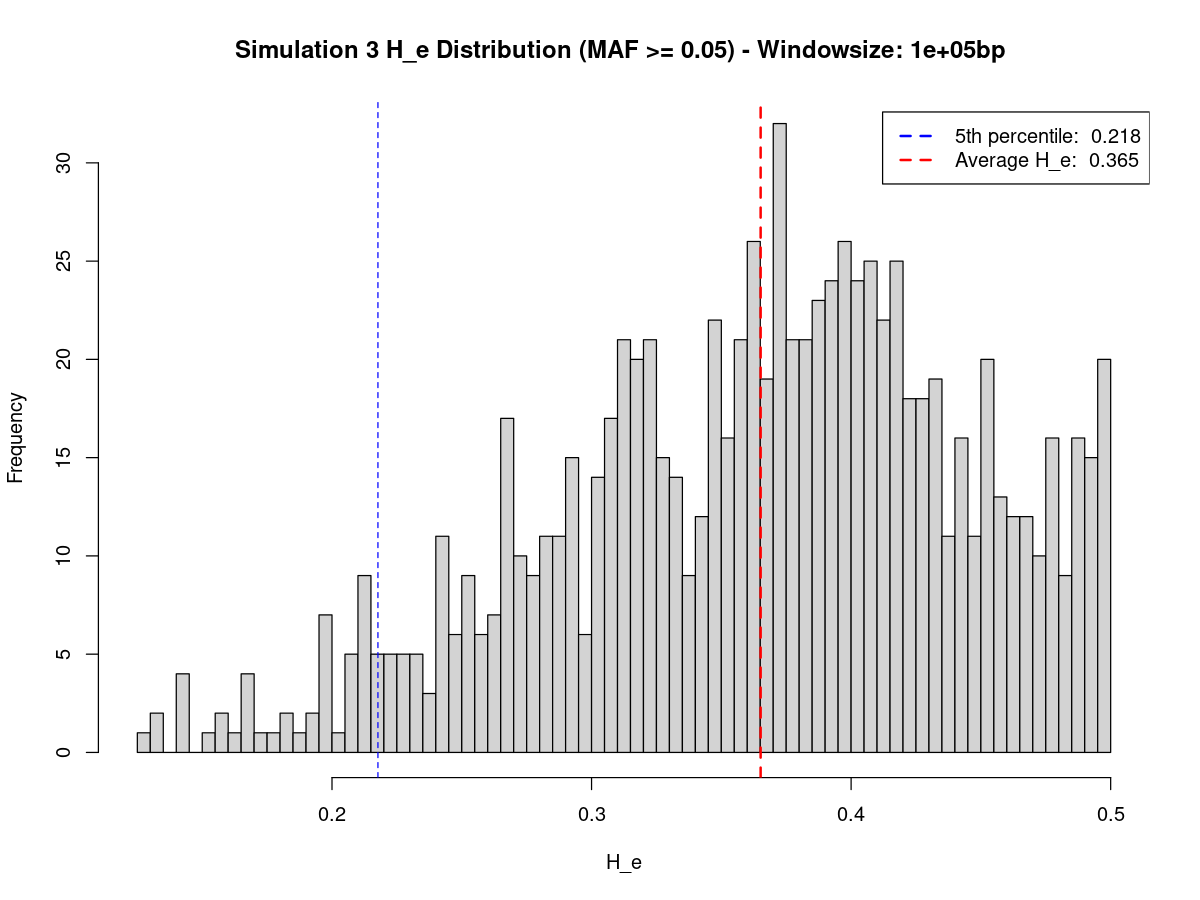 Simulation 3 H_e Distribution (MAF >= 0.05) - Windowsize: 1e+05bp
5th percentile: 0.218
Average H_e: 0.365
Frequency
30
25
20
15
10
5
0
0.2 0.3 0.4 0.5
H_e